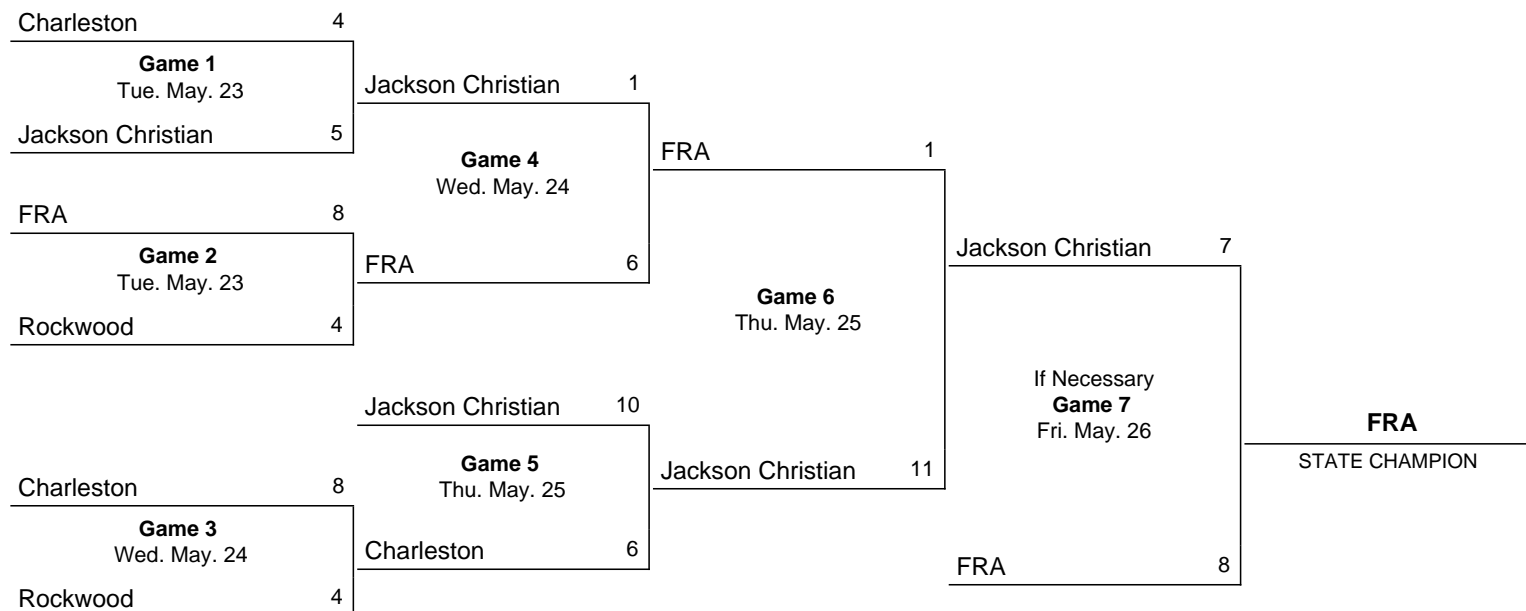 Charleston 4
Game 1
Tue. May. 23
Jackson Christian 5
FRA 8
Game 2
Tue. May. 23
Rockwood 4
Charleston 8
Game 3
Wed. May. 24
Rockwood 4
Jackson Christian 1
Game 4
Wed. May. 24
FRA 6
Jackson Christian 10
Game 5
Thu. May. 25
Charleston 6
FRA 1
Game 6
Thu. May. 25
Jackson Christian 11
Jackson Christian 7
If Necessary
Game 7
Fri. May. 26
FRA 8
FRA
STATE CHAMPION